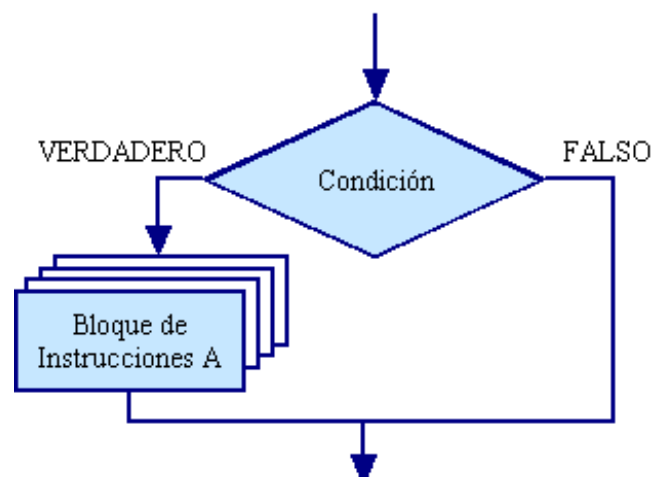 VERDADERO
FALSO
Condición
Bloque de
Instrucciones A